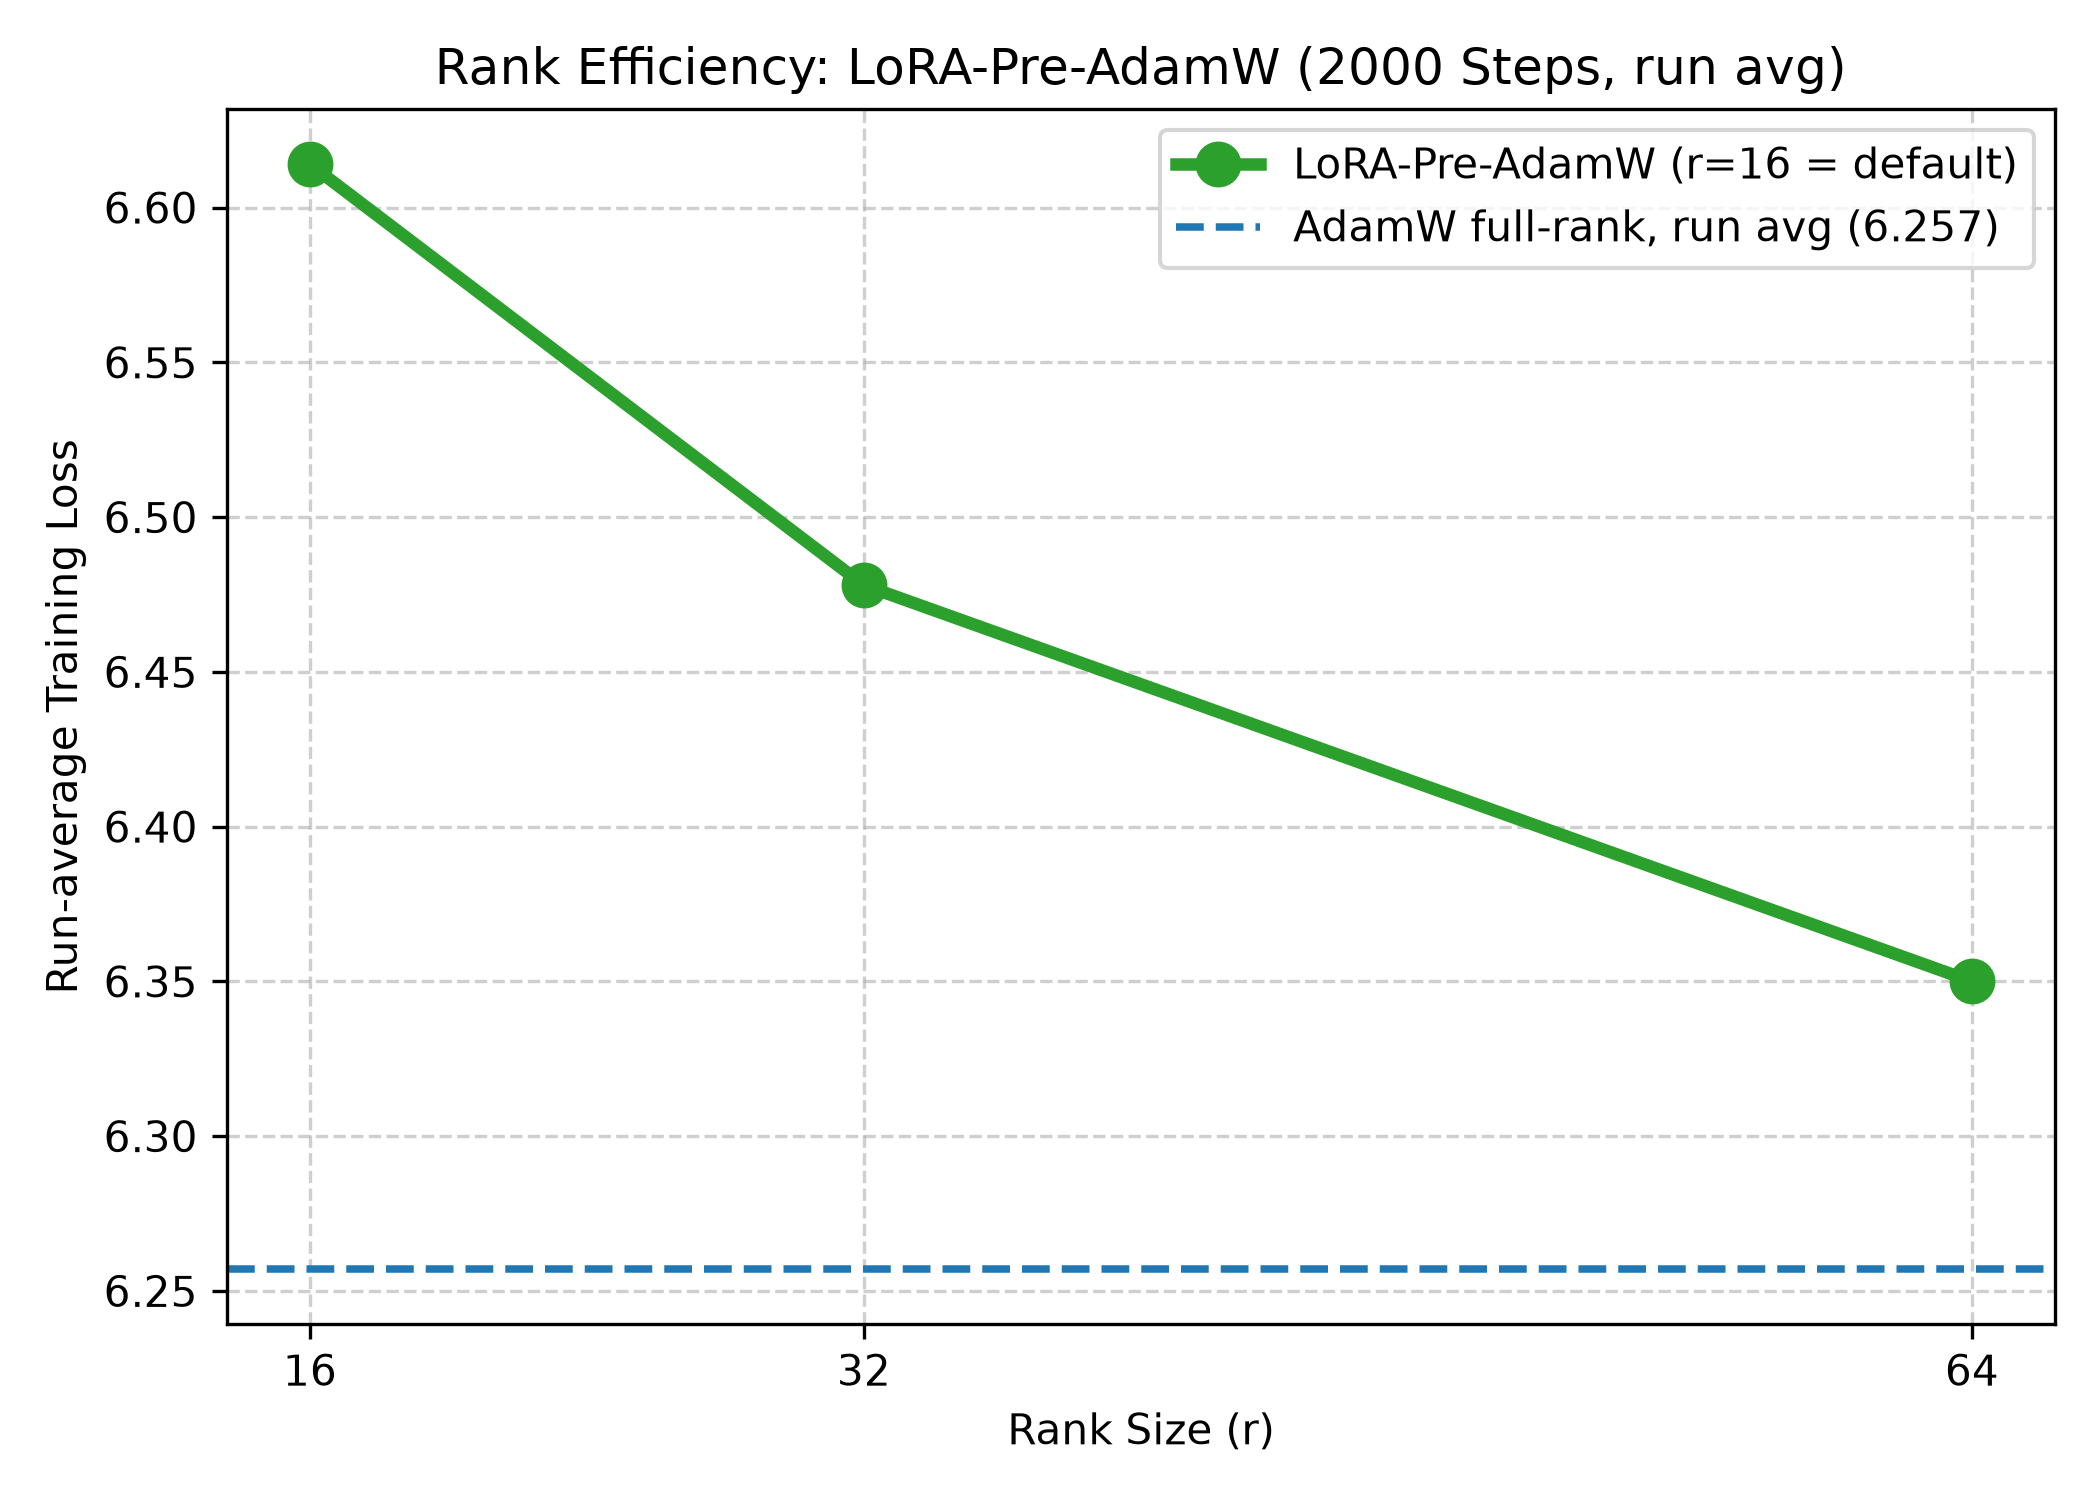 Rank Efficiency: LoRA-Pre-AdamW (2000 Steps, run avg)
LoRA-Pre-AdamW (r=16 = default)
AdamW full-rank, run avg (6.257)
Run-average Training Loss
6.60
6.55
6.50
6.45
6.40
6.35
6.30
6.25
16 32 64
Rank Size (r)